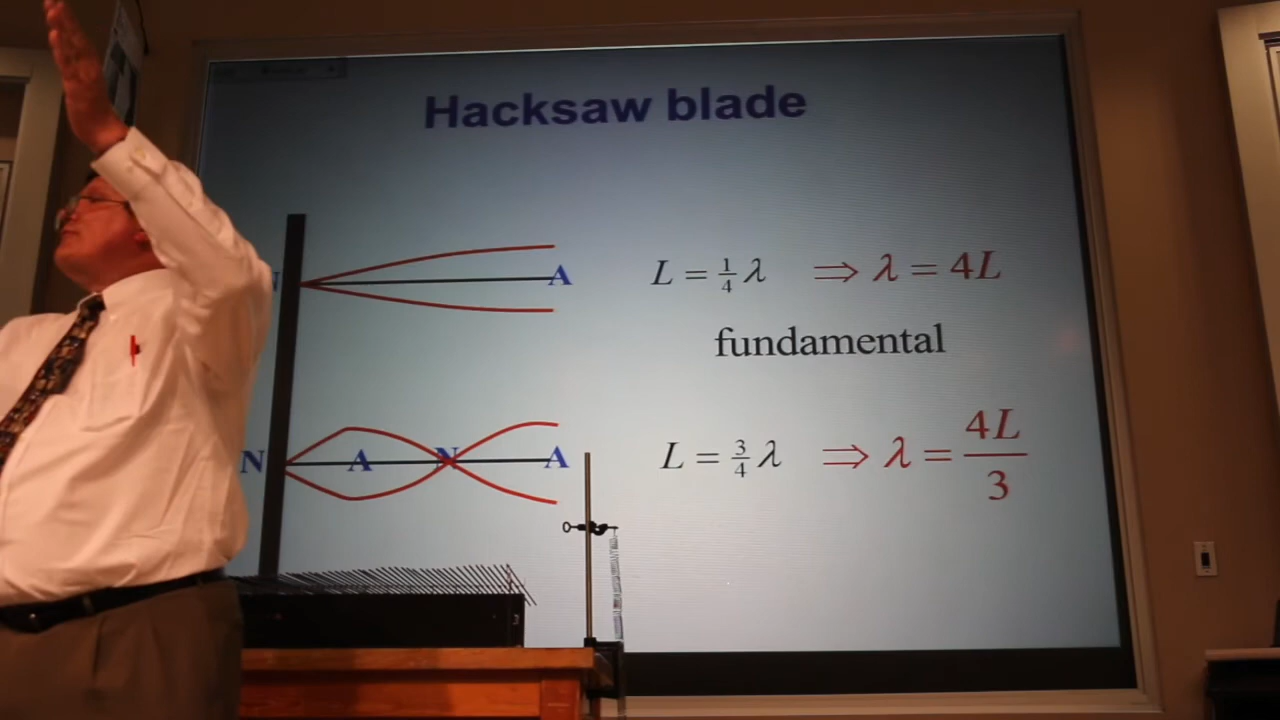 Hacksaw blade
N A
L = 1/4 λ ⇒ λ = 4L
fundamental
N A N A
L = 3/4 λ ⇒ λ = 4L/3